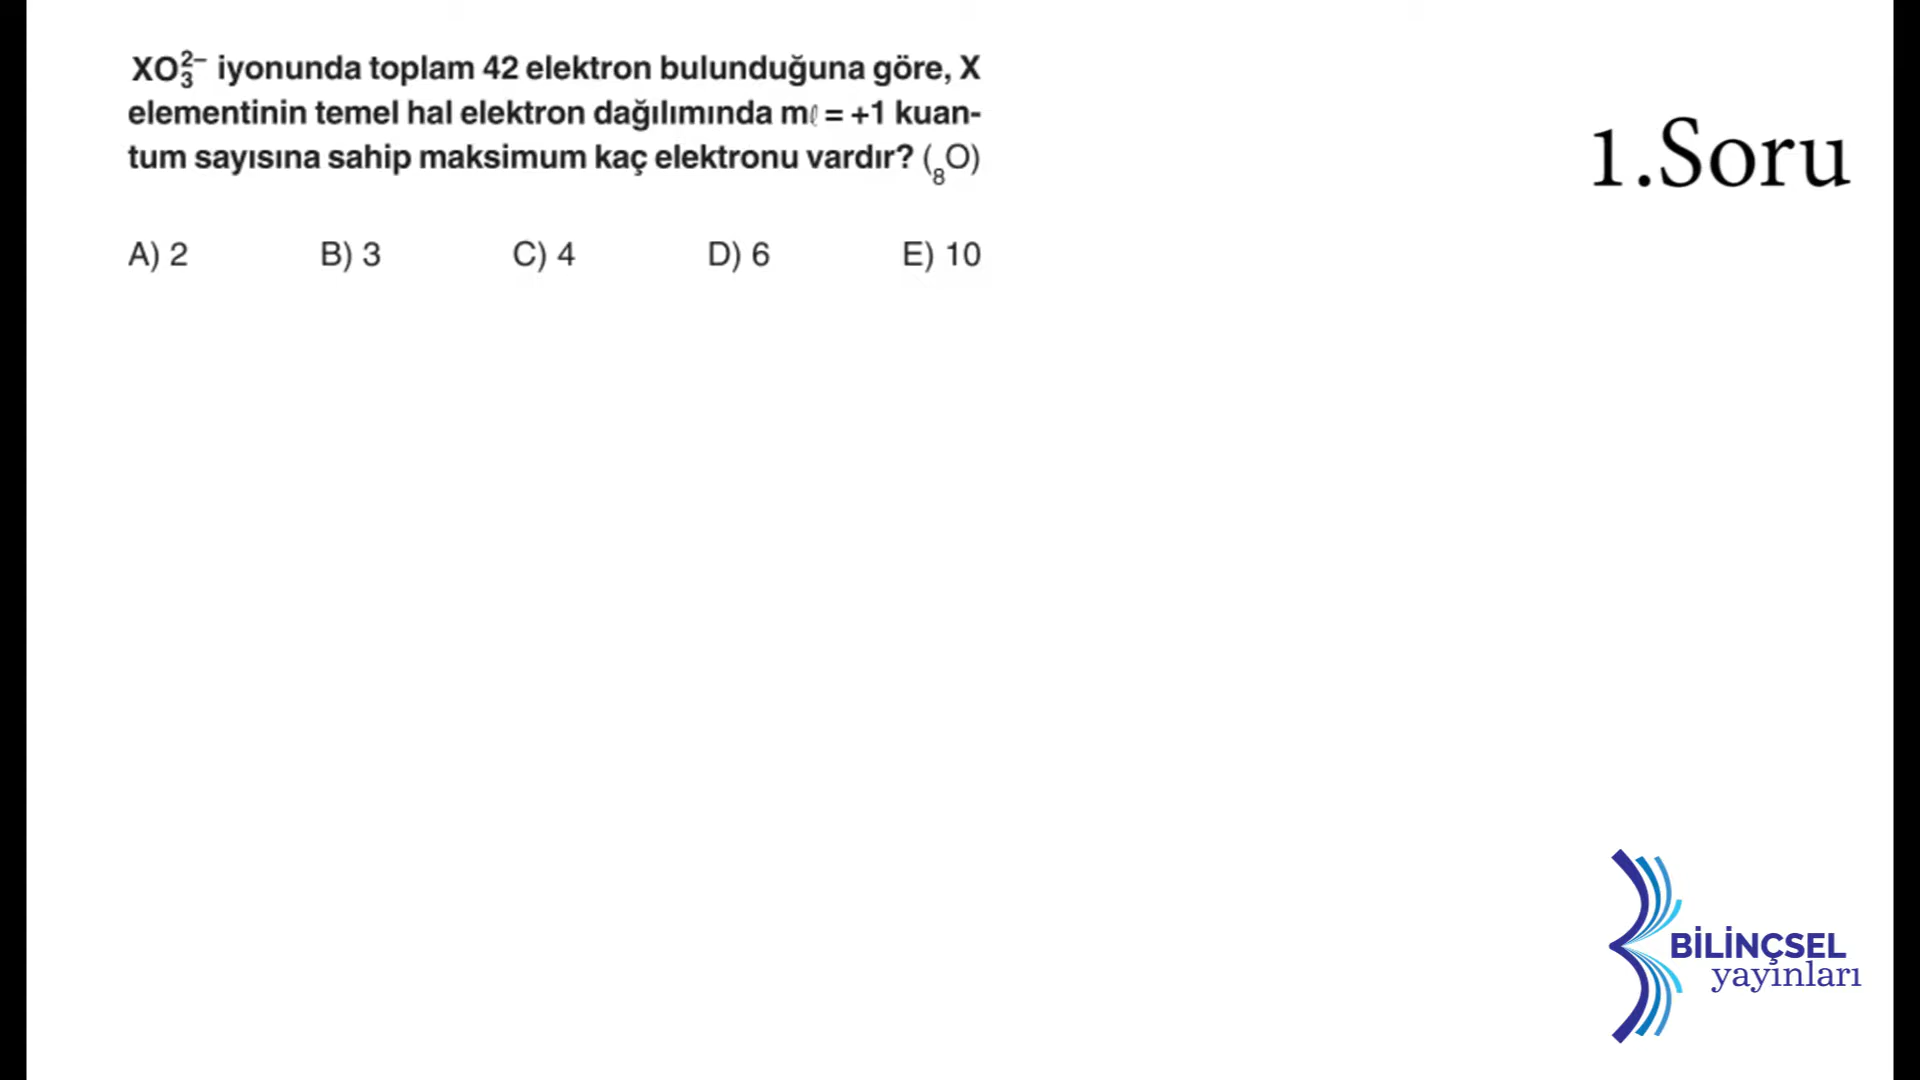 XO₃²⁻ iyonunda toplam 42 elektron bulunduğuna göre, X
elementinin temel hal elektron dağılımında mℓ = +1 kuan-
tum sayısına sahip maksimum kaç elektronu vardır? (₈O)
A) 2 B) 3 C) 4 D) 6 E) 10
1.Soru
BİLİNÇSEL
yayınları